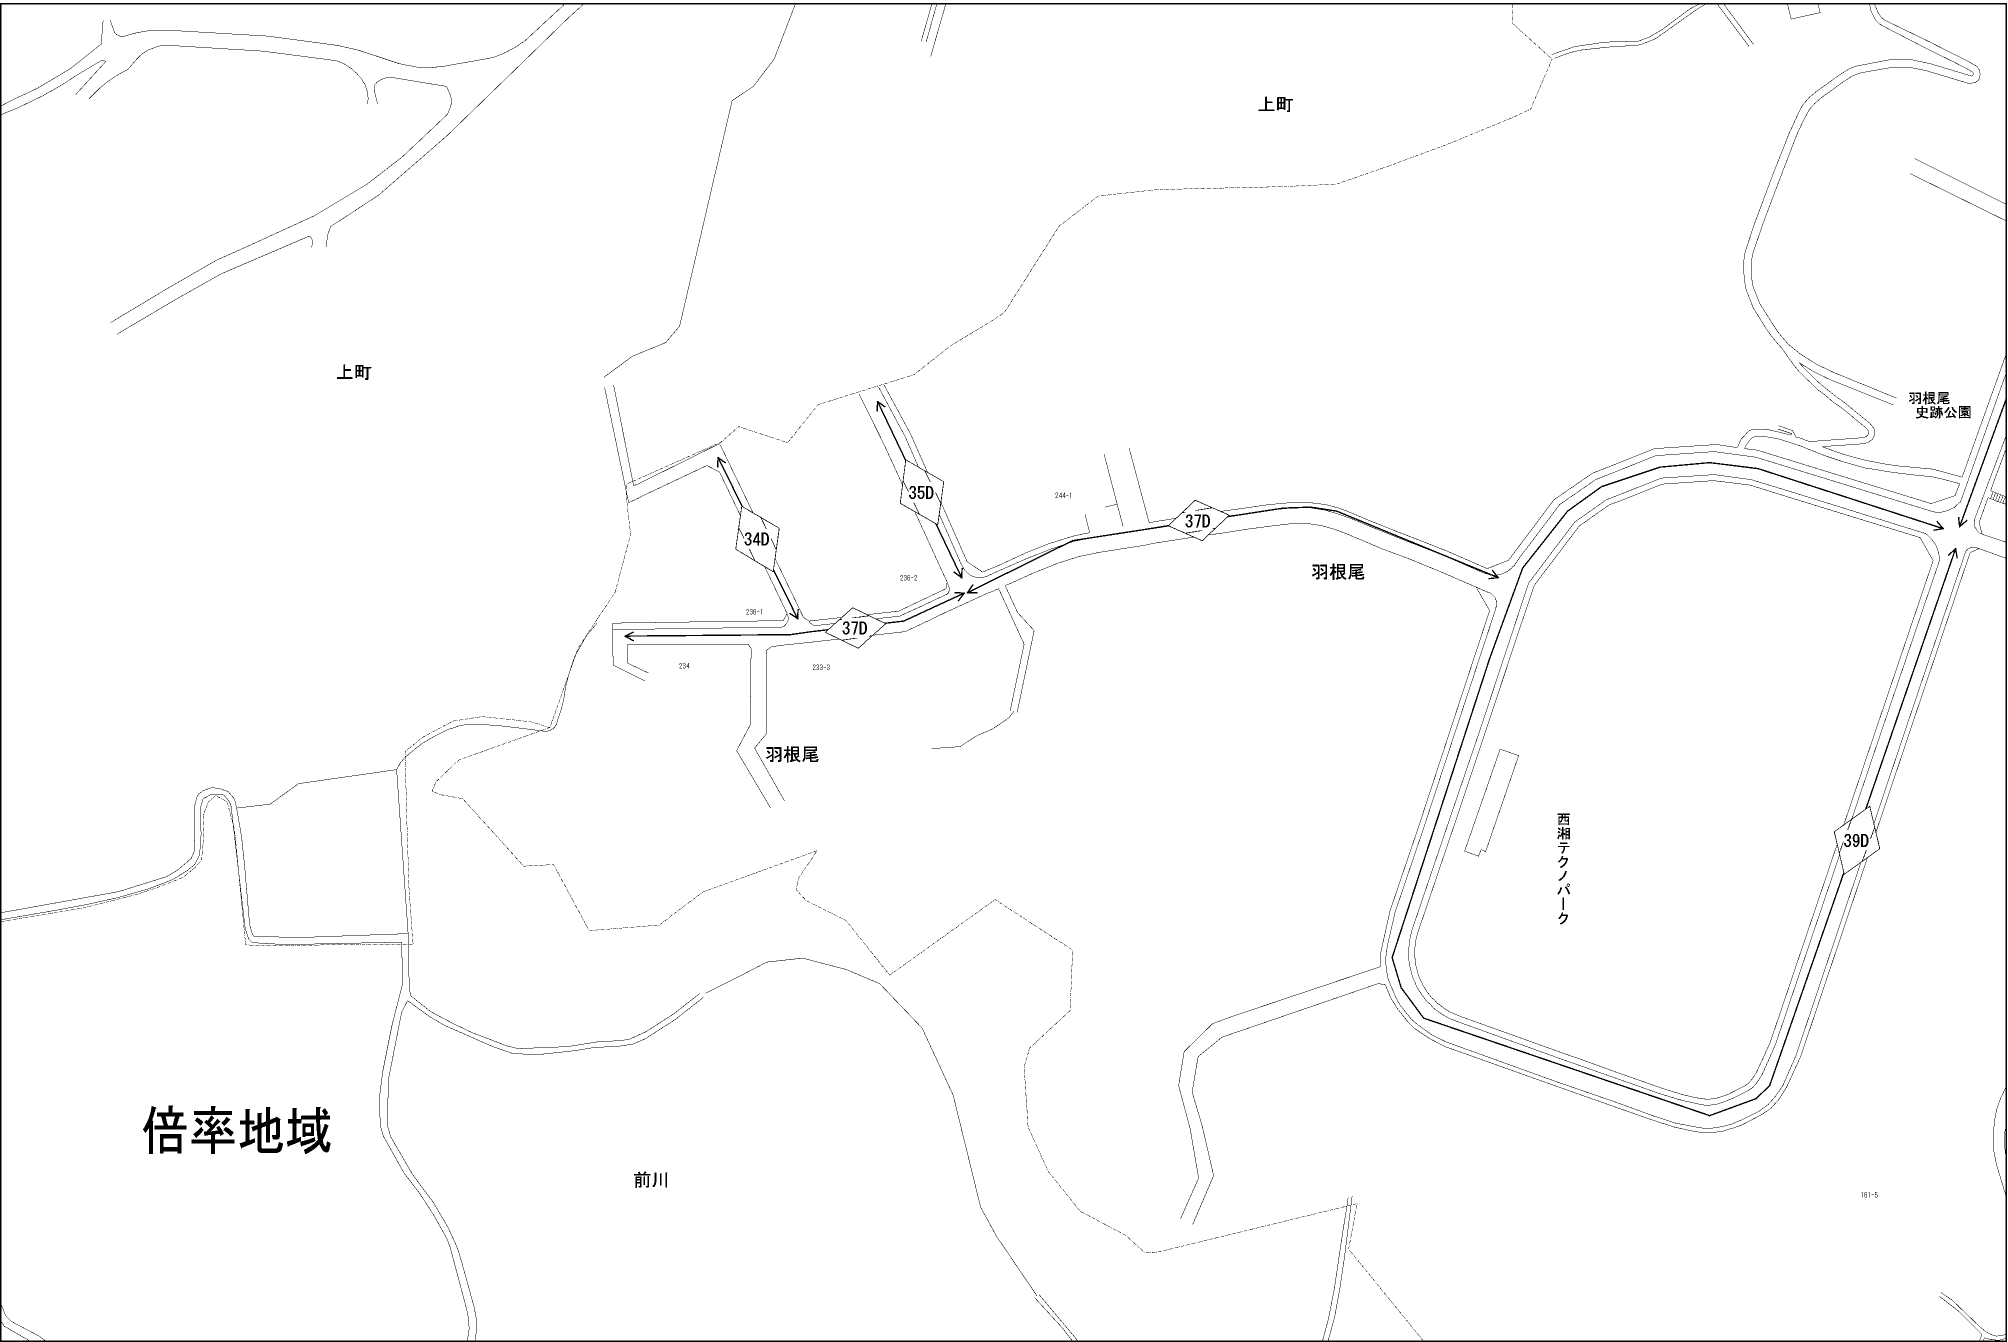 上町
上町
羽根尾
史跡公園
35D
244-1
37D
34D
羽根尾
236-2
236-1
37D
234
233-3
羽根尾
西湘テクノパーク
39D
倍率地域
前川
161-5